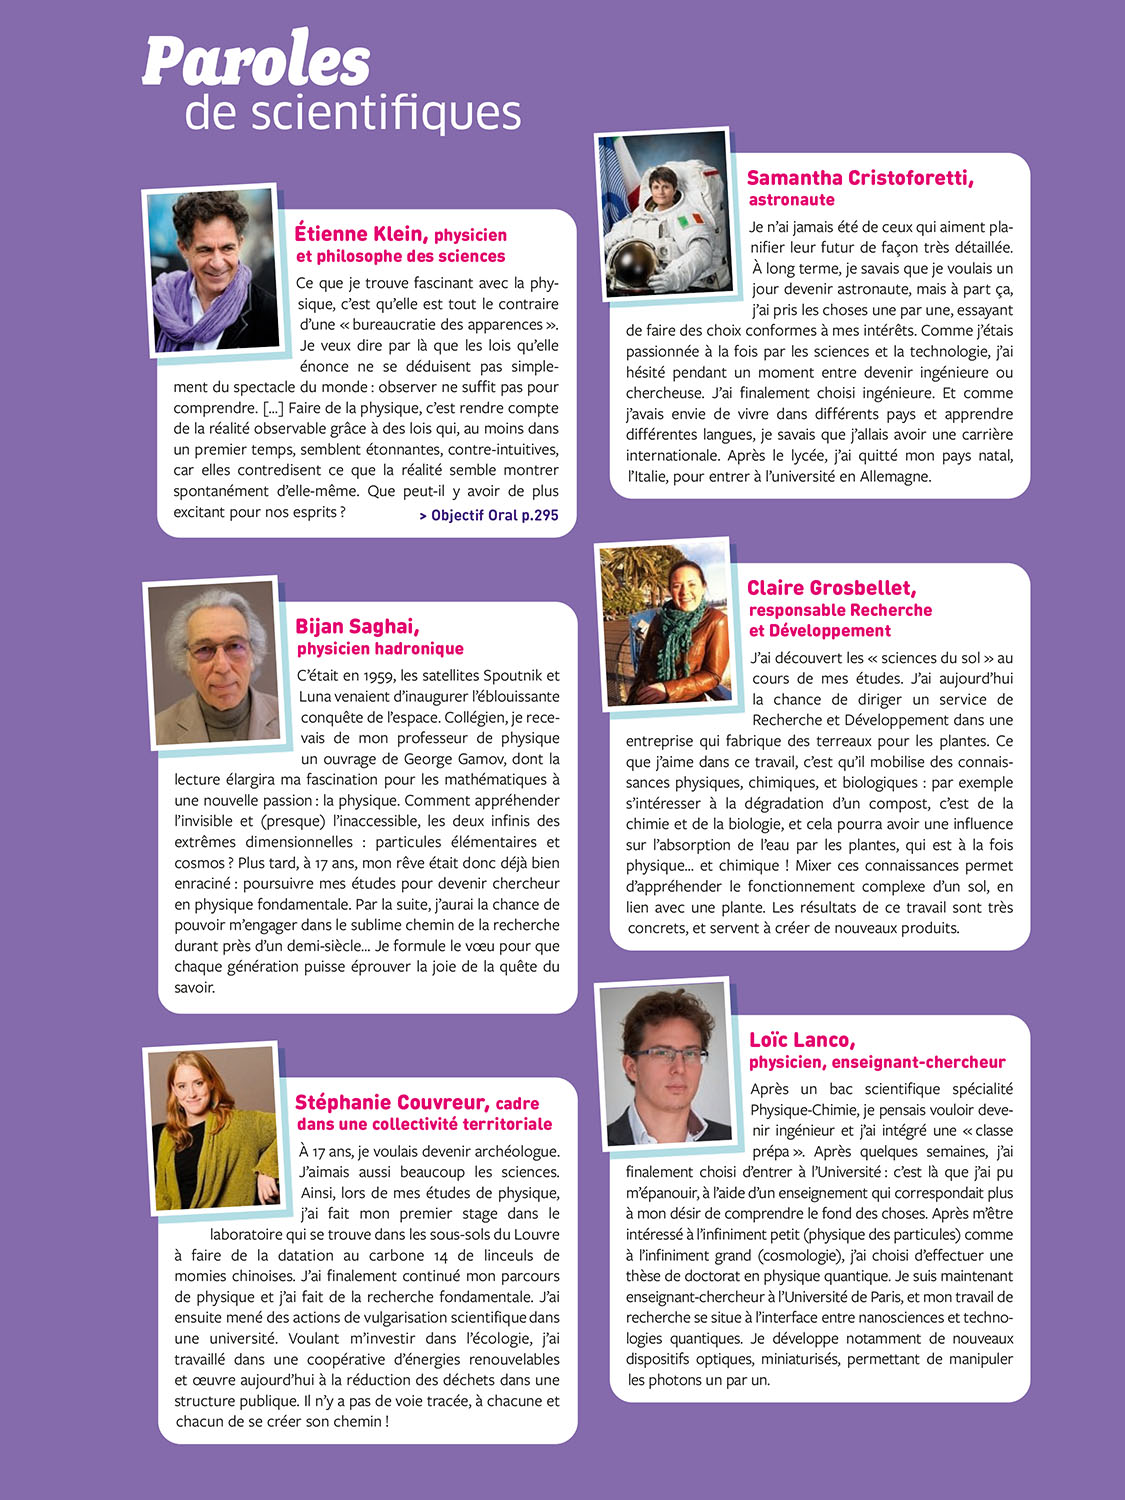 Paroles
de scientifiques
Étienne Klein, physicien
et philosophe des sciences
Ce que je trouve fascinant avec la phy-
sique, c’est qu’elle est tout le contraire
d’une « bureaucratie des apparences ».
Je veux dire par là que les lois qu’elle
énonce ne se déduisent pas simple-
ment du spectacle du monde : observer ne suffit pas pour
comprendre. [...] Faire de la physique, c’est rendre compte
de la réalité observable grâce à des lois qui, au moins dans
un premier temps, semblent étonnantes, contre-intuitives,
car elles contredisent ce que la réalité semble montrer
spontanément d’elle-même. Que peut-il y avoir de plus
excitant pour nos esprits ?
> Objectif Oral p.295
Bijan Saghai,
physicien hadronique
C’était en 1959, les satellites Spoutnik et
Luna venaient d’inaugurer l’éblouissante
conquête de l’espace. Collégien, je rece-
vais de mon professeur de physique
un ouvrage de George Gamov, dont la
lecture élargira ma fascination pour les mathématiques à
une nouvelle passion : la physique. Comment appréhender
l’invisible et (presque) l’inaccessible, les deux infinis des
extrêmes dimensionnelles : particules élémentaires et
cosmos ? Plus tard, à 17 ans, mon rêve était donc déjà bien
enraciné : poursuivre mes études pour devenir chercheur
en physique fondamentale. Par la suite, j’aurai la chance de
pouvoir m’engager dans le sublime chemin de la recherche
durant près d’un demi-siècle... Je formule le vœu pour que
chaque génération puisse éprouver la joie de la quête du
savoir.
Stéphanie Couvreur, cadre
dans une collectivité territoriale
À 17 ans, je voulais devenir archéologue.
J’aimais aussi beaucoup les sciences.
Ainsi, lors de mes études de physique,
j’ai fait mon premier stage dans le
laboratoire qui se trouve dans les sous-sols du Louvre
à faire de la datation au carbone 14 de linceuls de
momies chinoises. J’ai finalement continué mon parcours
de physique et j’ai fait de la recherche fondamentale. J’ai
ensuite mené des actions de vulgarisation scientifique dans
une université. Voulant m’investir dans l’écologie, j’ai
travaillé dans une coopérative d’énergies renouvelables
et œuvre aujourd’hui à la réduction des déchets dans une
structure publique. Il n’y a pas de voie tracée, à chacune et
chacun de se créer son chemin !
Samantha Cristoforetti,
astronaute
Je n’ai jamais été de ceux qui aiment pla-
nifier leur futur de façon très détaillée.
À long terme, je savais que je voulais un
jour devenir astronaute, mais à part ça,
j’ai pris les choses une par une, essayant
de faire des choix conformes à mes intérêts. Comme j’étais
passionnée à la fois par les sciences et la technologie, j’ai
hésité pendant un moment entre devenir ingénieure ou
chercheuse. J’ai finalement choisi ingénieure. Et comme
j’avais envie de vivre dans différents pays et apprendre
différentes langues, je savais que j’allais avoir une carrière
internationale. Après le lycée, j’ai quitté mon pays natal,
l’Italie, pour entrer à l’université en Allemagne.
Claire Grosbellet,
responsable Recherche
et Développement
J’ai découvert les « sciences du sol » au
cours de mes études. J’ai aujourd’hui
la chance de diriger un service de
Recherche et Développement dans une
entreprise qui fabrique des terreaux pour les plantes. Ce
que j’aime dans ce travail, c’est qu’il mobilise des connais-
sances physiques, chimiques, et biologiques : par exemple
s’intéresser à la dégradation d’un compost, c’est de la
chimie et de la biologie, et cela pourra avoir une influence
sur l’absorption de l’eau par les plantes, qui est à la fois
physique... et chimique ! Mixer ces connaissances permet
d’appréhender le fonctionnement complexe d’un sol, en
lien avec une plante. Les résultats de ce travail sont très
concrets, et servent à créer de nouveaux produits.
Loïc Lanco,
physicien, enseignant-chercheur
Après un bac scientifique spécialité
Physique-Chimie, je pensais vouloir deve-
nir ingénieur et j’ai intégré une « classe
prépa ». Après quelques semaines, j’ai
finalement choisi d’entrer à l’Université : c’est là que j’ai pu
m’épanouir, à l’aide d’un enseignement qui correspondait plus
à mon désir de comprendre le fond des choses. Après m’être
intéressé à l’infiniment petit (physique des particules) comme
à l’infiniment grand (cosmologie), j’ai choisi d’effectuer une
thèse de doctorat en physique quantique. Je suis maintenant
enseignant-chercheur à l’Université de Paris, et mon travail de
recherche se situe à l’interface entre nanosciences et techno-
logies quantiques. Je développe notamment de nouveaux
dispositifs optiques, miniaturisés, permettant de manipuler
les photons un par un.